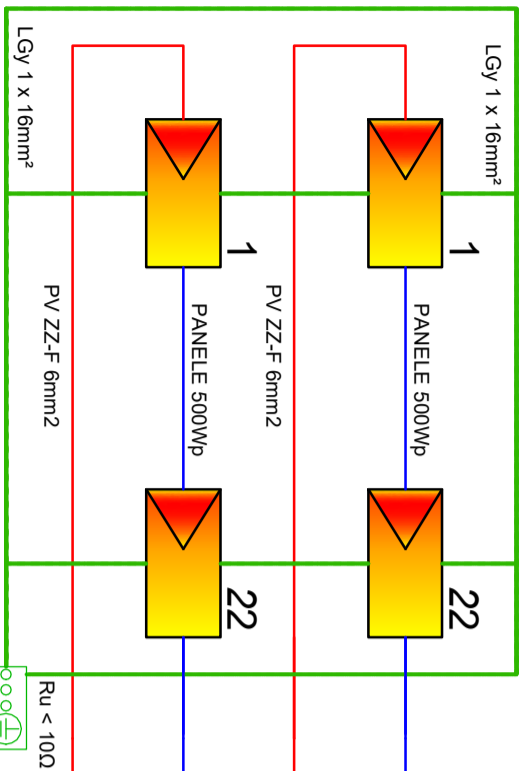 LGy 1 x 16mm²
1
22
PANELE 500Wp
PV ZZ-F 6mm2
1
22
PANELE 500Wp
PV ZZ-F 6mm2
Ru < 10Ω
LGy 1 x 16mm²